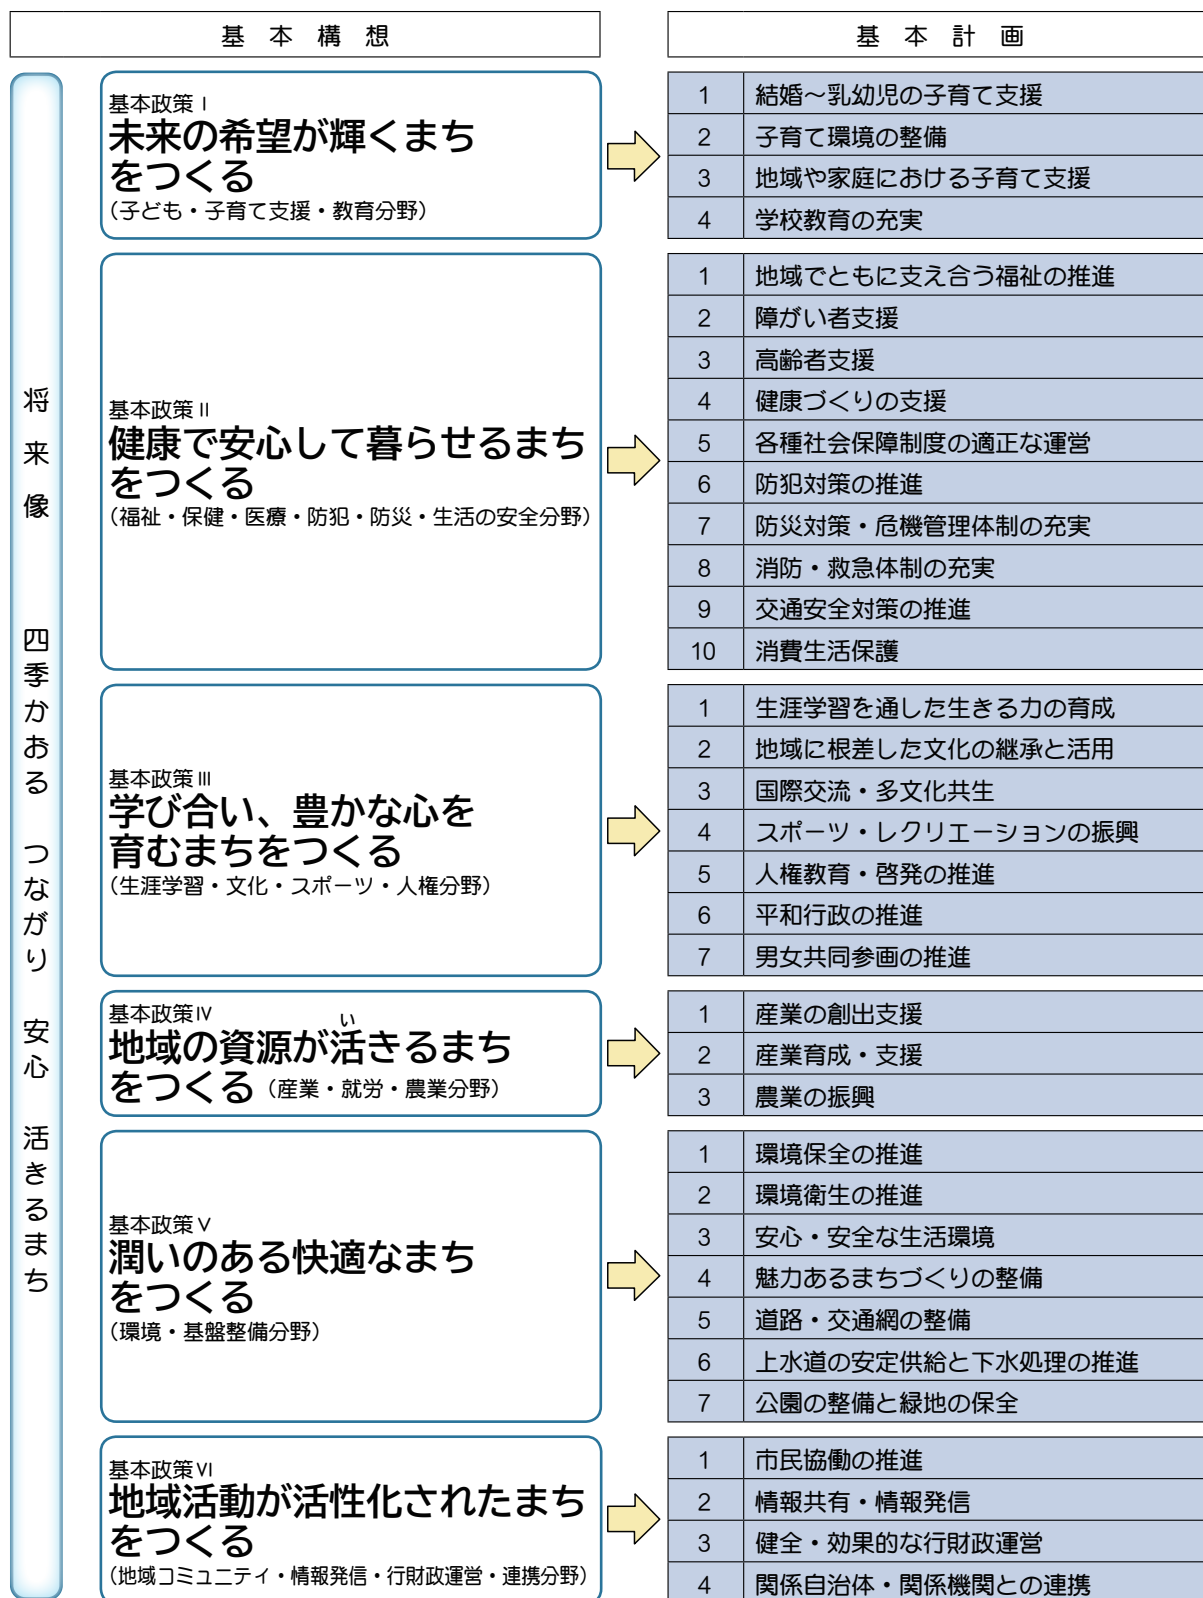 基本構想
基本計画
将来像 四季かおる つながり 安心 活きるまち
基本政策Ⅰ
未来の希望が輝くまち
をつくる
（子ども・子育て支援・教育分野）
1 結婚～乳幼児の子育て支援
2 子育て環境の整備
3 地域や家庭における子育て支援
4 学校教育の充実
基本政策Ⅱ
健康で安心して暮らせるまち
をつくる
（福祉・保健・医療・防犯・防災・生活の安全分野）
1 地域でともに支え合う福祉の推進
2 障がい者支援
3 高齢者支援
4 健康づくりの支援
5 各種社会保障制度の適正な運営
6 防犯対策の推進
7 防災対策・危機管理体制の充実
8 消防・救急体制の充実
9 交通安全対策の推進
10 消費生活保護
基本政策Ⅲ
学び合い、豊かな心を
育むまちをつくる
（生涯学習・文化・スポーツ・人権分野）
1 生涯学習を通した生きる力の育成
2 地域に根差した文化の継承と活用
3 国際交流・多文化共生
4 スポーツ・レクリエーションの振興
5 人権教育・啓発の推進
6 平和行政の推進
7 男女共同参画の推進
基本政策Ⅳ
い
地域の資源が活きるまち
をつくる（産業・就労・農業分野）
1 産業の創出支援
2 産業育成・支援
3 農業の振興
基本政策Ⅴ
潤いのある快適なまち
をつくる
（環境・基盤整備分野）
1 環境保全の推進
2 環境衛生の推進
3 安心・安全な生活環境
4 魅力あるまちづくりの整備
5 道路・交通網の整備
6 上水道の安定供給と下水処理の推進
7 公園の整備と緑地の保全
基本政策Ⅵ
地域活動が活性化されたまち
をつくる
（地域コミュニティ・情報発信・行財政運営・連携分野）
1 市民協働の推進
2 情報共有・情報発信
3 健全・効果的な行財政運営
4 関係自治体・関係機関との連携